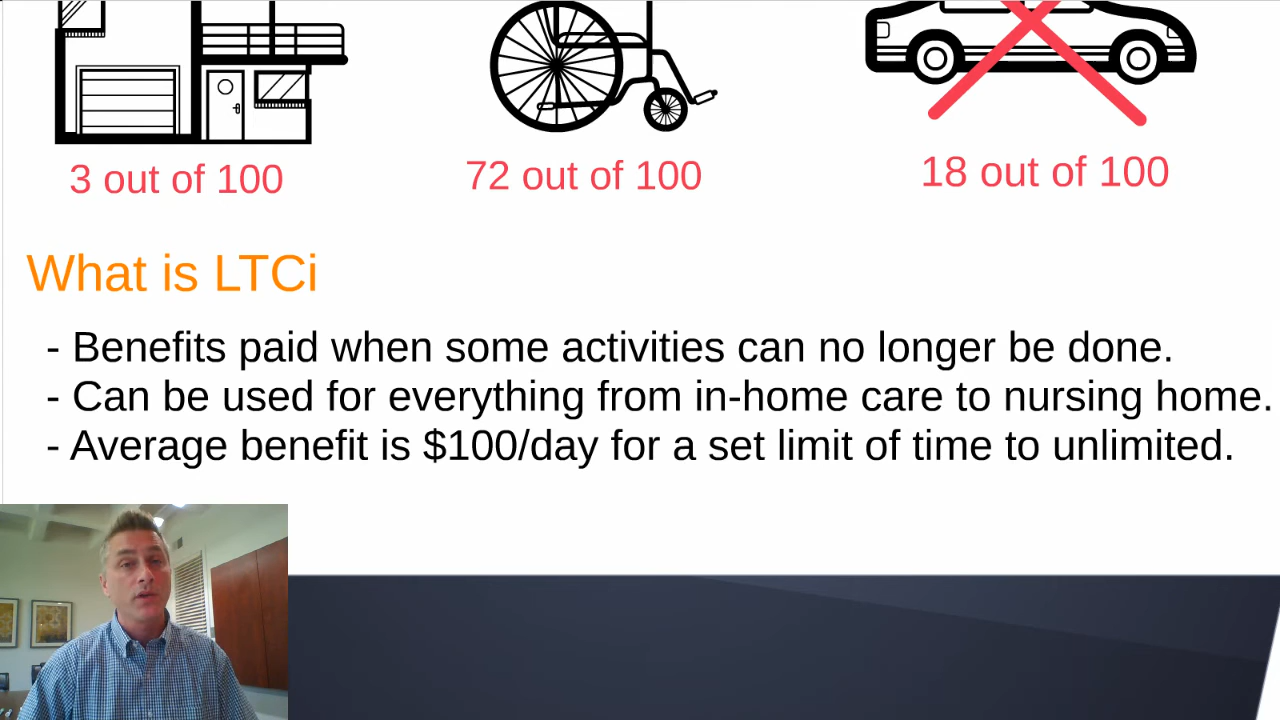 3 out of 100
72 out of 100
18 out of 100
What is LTCi
- Benefits paid when some activities can no longer be done.
- Can be used for everything from in-home care to nursing home.
- Average benefit is $100/day for a set limit of time to unlimited.